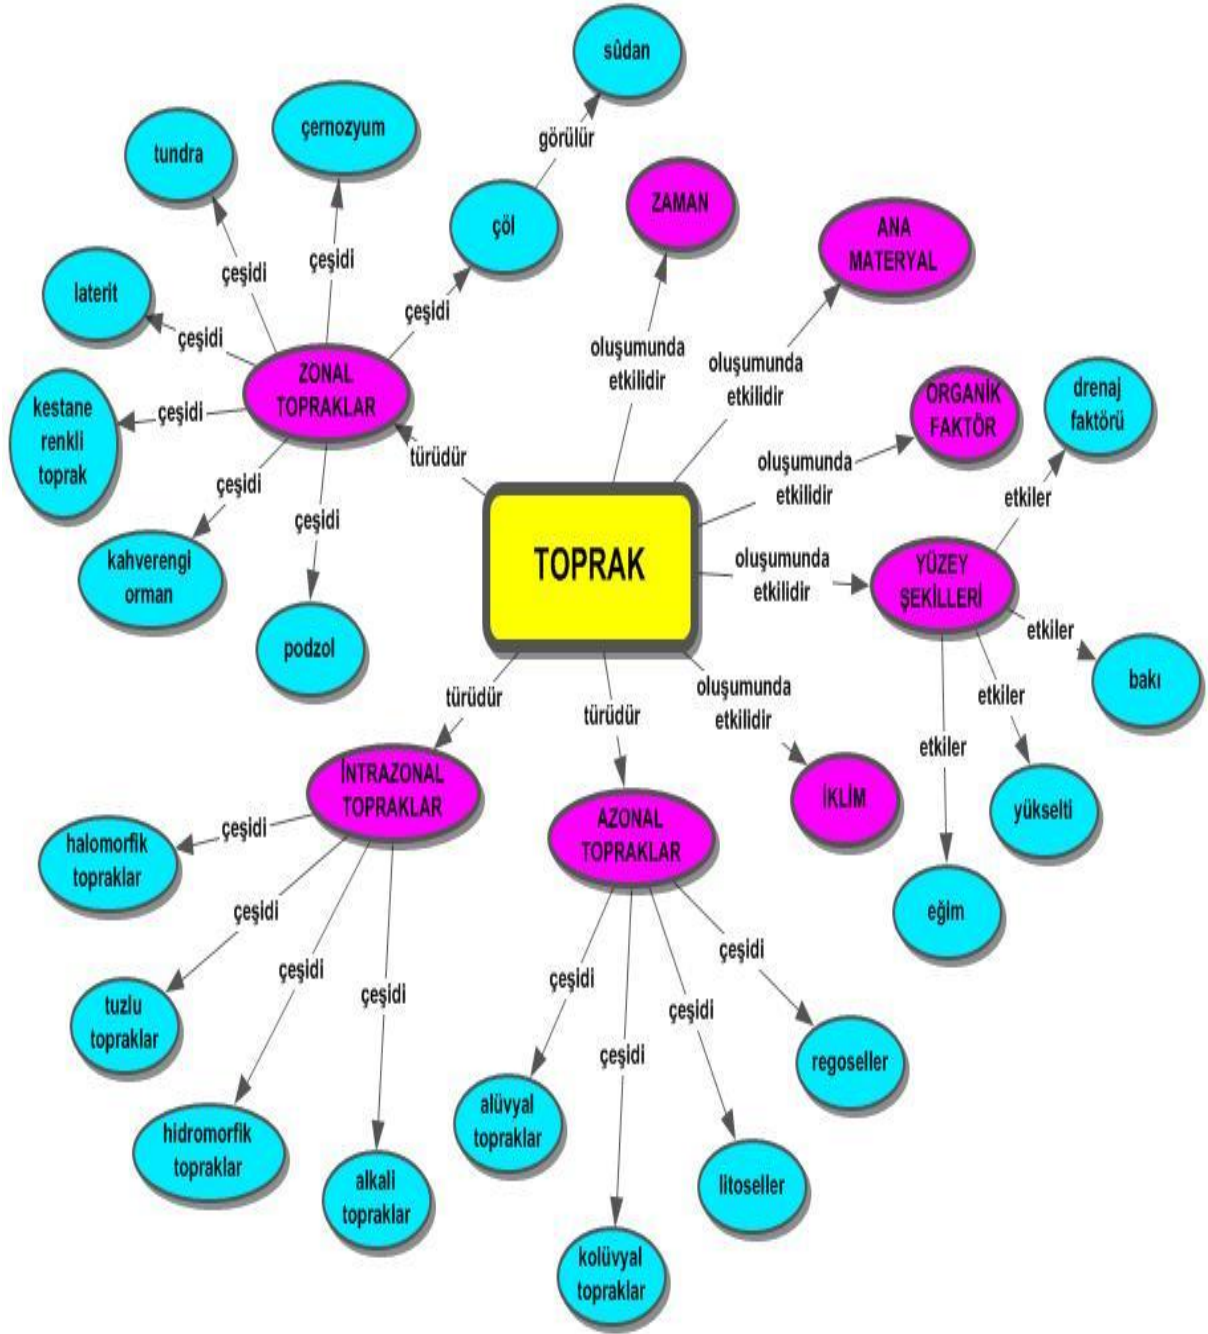 sûdan
çernozyum
görülür
tundra
ZAMAN
çöl
ANA
MATERYAL
çeşidi
çeşidi
laterit
çeşidi
çeşidi
oluşumunda
etkilidir
oluşumunda
etkilidir
ZONAL
TOPRAKLAR
kestane
renkli
toprak
çeşidi
ORGANİK
FAKTÖR
drenaj
faktörü
türüdür
oluşumunda
etkilidir
çeşidi
etkiler
çeşidi
TOPRAK
oluşumunda
etkilidir
YÜZEY
ŞEKİLLERİ
kahverengi
orman
etkiler
podzol
bakı
türüdür
türüdür
oluşumunda
etkilidir
etkiler
etkiler
İNTRAZONAL
TOPRAKLAR
İKLİM
yükselti
çeşidi
AZONAL
TOPRAKLAR
halomorfik
topraklar
çeşidi
eğim
çeşidi
çeşidi
çeşidi
çeşidi
çeşidi
tuzlu
topraklar
çeşidi
regoseller
hidromorfik
topraklar
alüvyal
topraklar
alkali
topraklar
litoseller
kolüvyal
topraklar